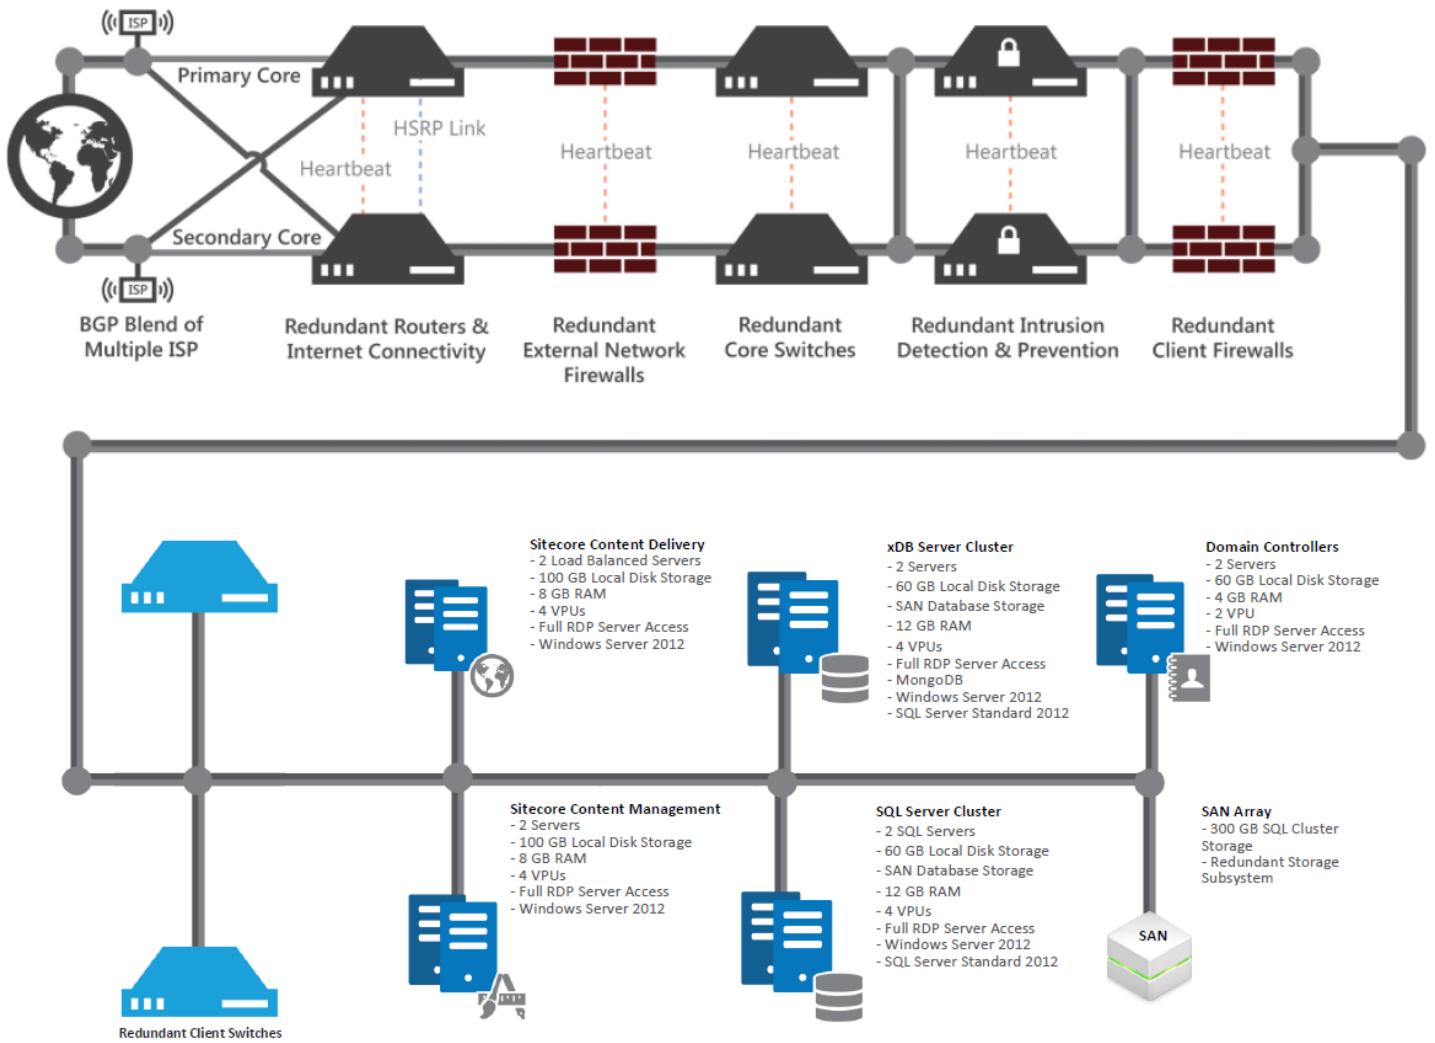 ISP
Primary Core
HSRP Link
Heartbeat
Heartbeat
Heartbeat
Heartbeat
Heartbeat
Secondary Core
ISP
BGP Blend of
Multiple ISP
Redundant Routers &
Internet Connectivity
Redundant
External Network
Firewalls
Redundant
Core Switches
Redundant Intrusion
Detection & Prevention
Redundant
Client Firewalls
Sitecore Content Delivery
- 2 Load Balanced Servers
- 100 GB Local Disk Storage
- 8 GB RAM
- 4 VPUs
- Full RDP Server Access
- Windows Server 2012
xDB Server Cluster
- 2 Servers
- 60 GB Local Disk Storage
- SAN Database Storage
- 12 GB RAM
- 4 VPUs
- Full RDP Server Access
- MongoDB
- Windows Server 2012
- SQL Server Standard 2012
Domain Controllers
- 2 Servers
- 60 GB Local Disk Storage
- 4 GB RAM
- 2 VPU
- Full RDP Server Access
- Windows Server 2012
Sitecore Content Management
- 2 Servers
- 100 GB Local Disk Storage
- 8 GB RAM
- 4 VPUs
- Full RDP Server Access
- Windows Server 2012
SQL Server Cluster
- 2 SQL Servers
- 60 GB Local Disk Storage
- SAN Database Storage
- 12 GB RAM
- 4 VPUs
- Full RDP Server Access
- Windows Server 2012
- SQL Server Standard 2012
SAN Array
- 300 GB SQL Cluster
Storage
- Redundant Storage
Subsystem
SAN
Redundant Client Switches